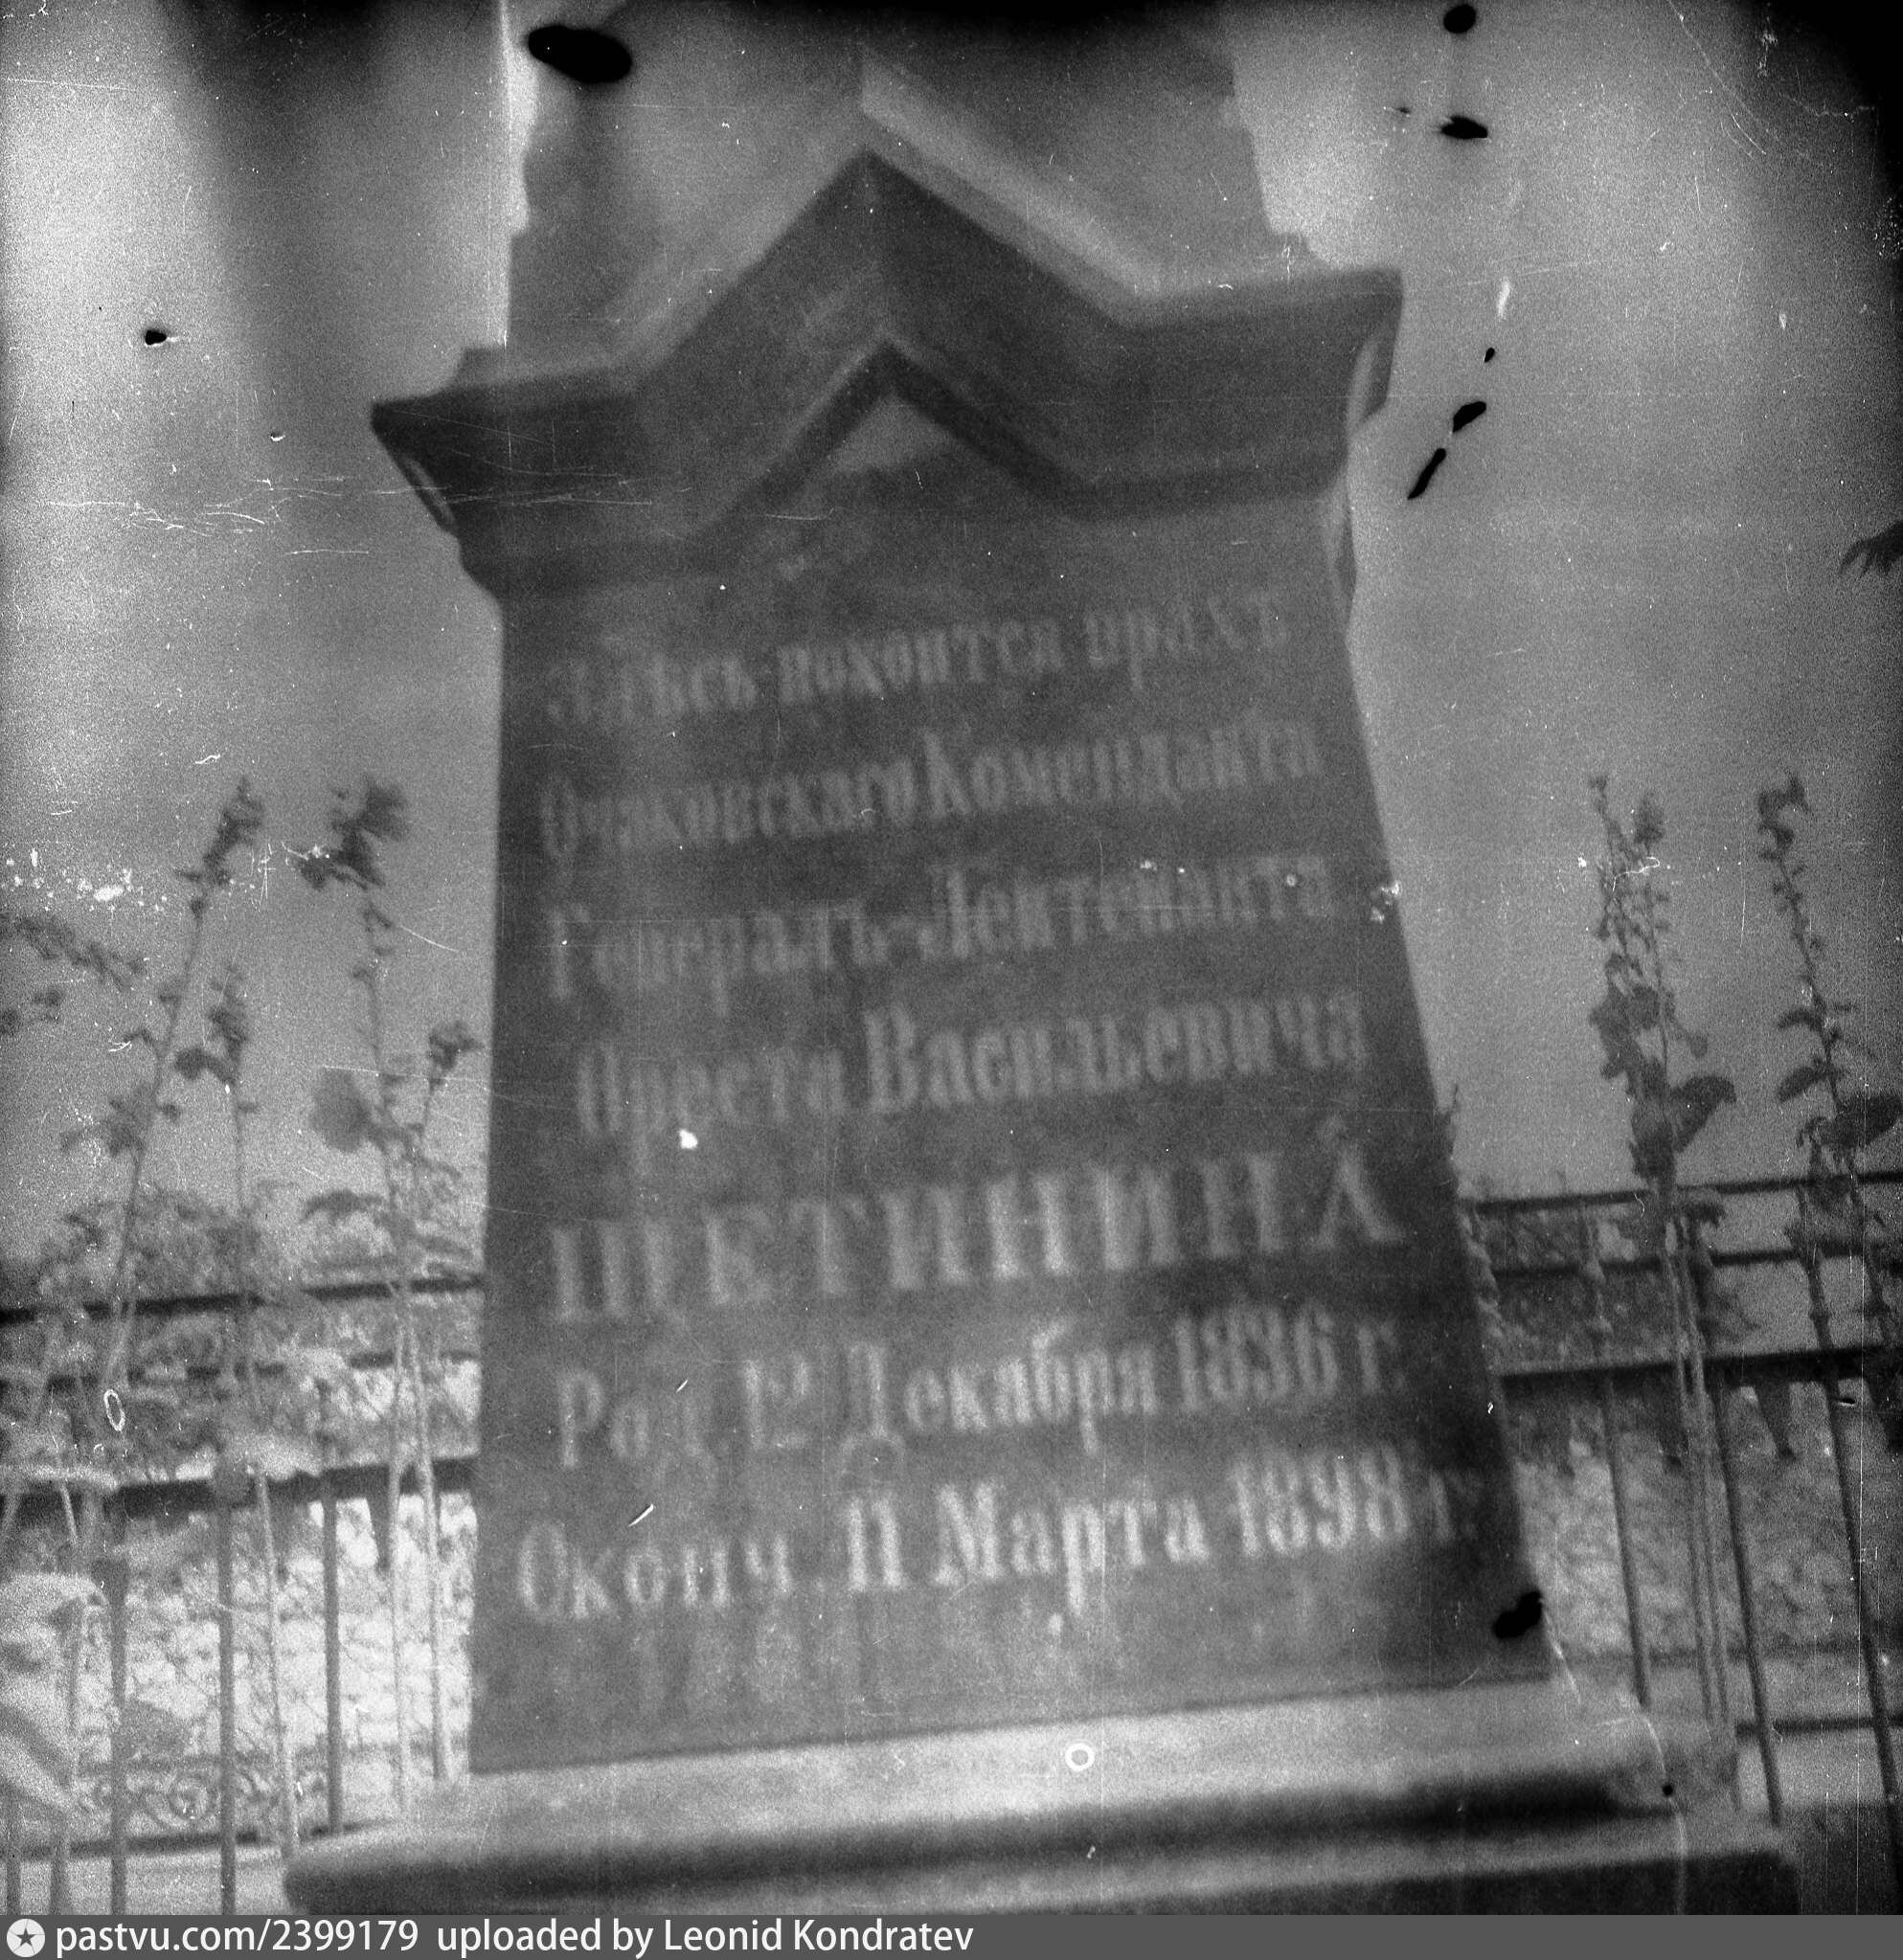 Здѣсь покоится прахъ
Очаковскаго Коменданта
Генералъ-Лейтенанта
Ореста Васильевича
ЩЕТИНИНА
Род. 12 Декабря 1836 г.
Оконч. 11 Марта 1898 г.
pastvu.com/2399179 uploaded by Leonid Kondratev